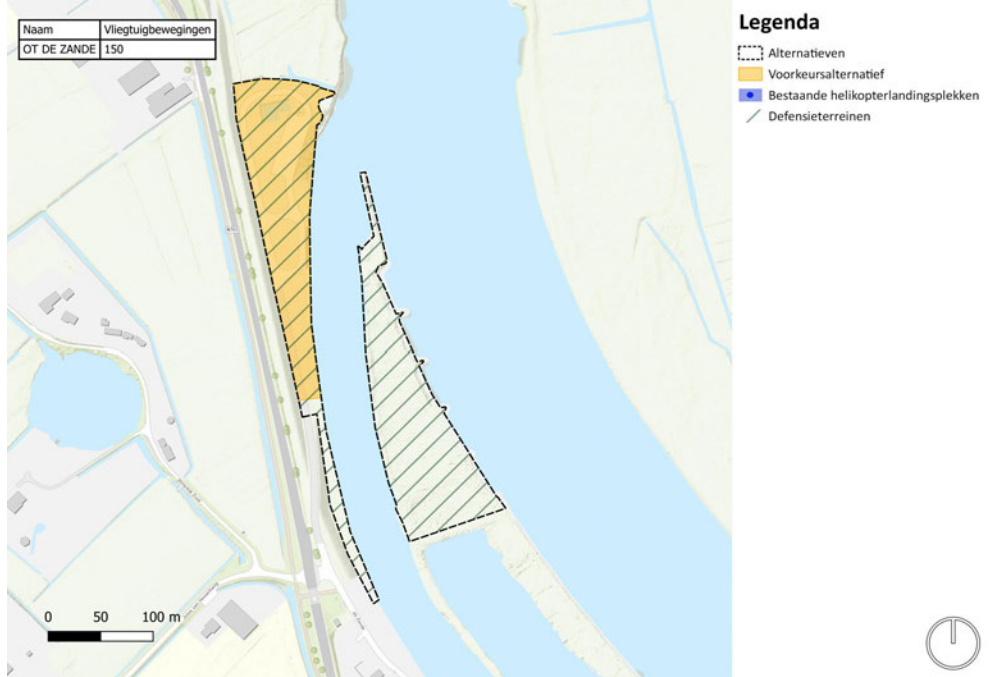 Naam Vliegtuigbewegingen
OT DE ZANDE 150
Legenda
Alternatieven
Voorkeursalternatief
Bestaande helikopterlandingsplekken
Defensieterreinen
0 50 100 m